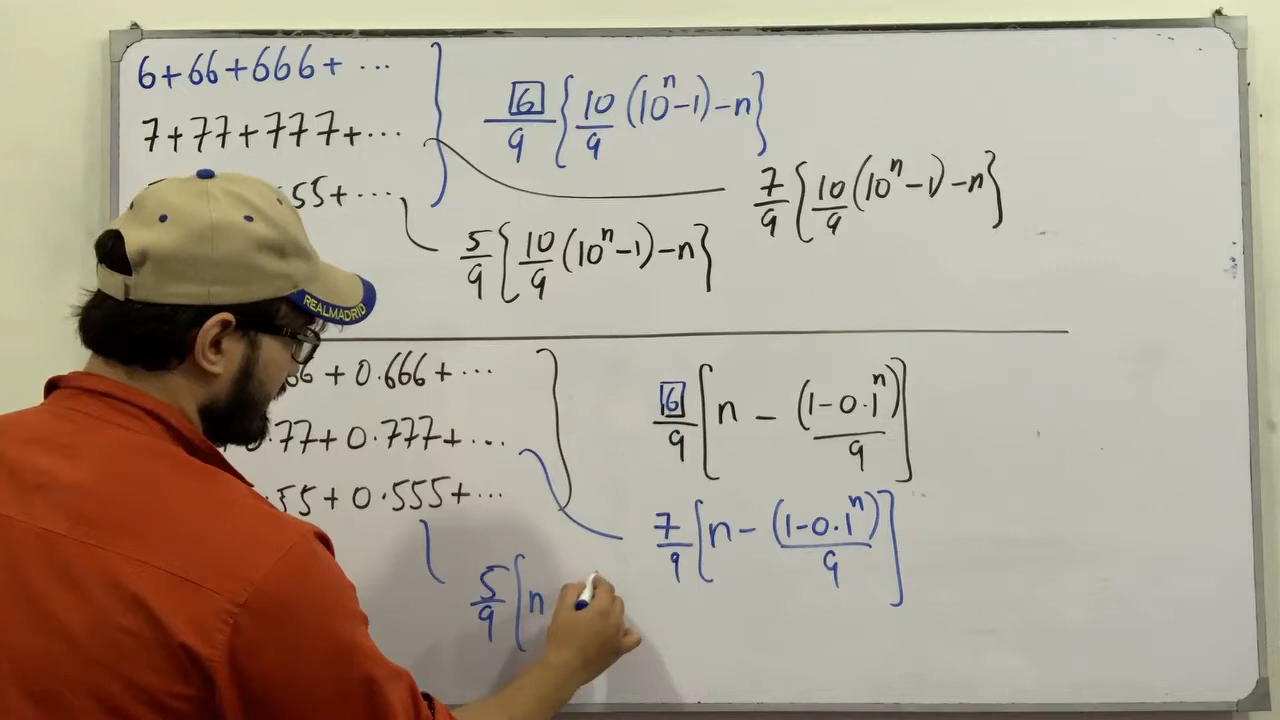 6+66+666+ ...
6/9 {10/9 (10^n-1)-n}
7+77+777+...
7/9 {10/9 (10^n-1)-n}
55+ ...
5/9 {10/9 (10^n-1)-n}
REALMADRID
66 + 0.666+ ...
6/9 [n - (1-0.1^n)/9]
.77+0.777+...
7/9 [n - (1-0.1^n)/9]
.55+0.555+...
5/9 [n